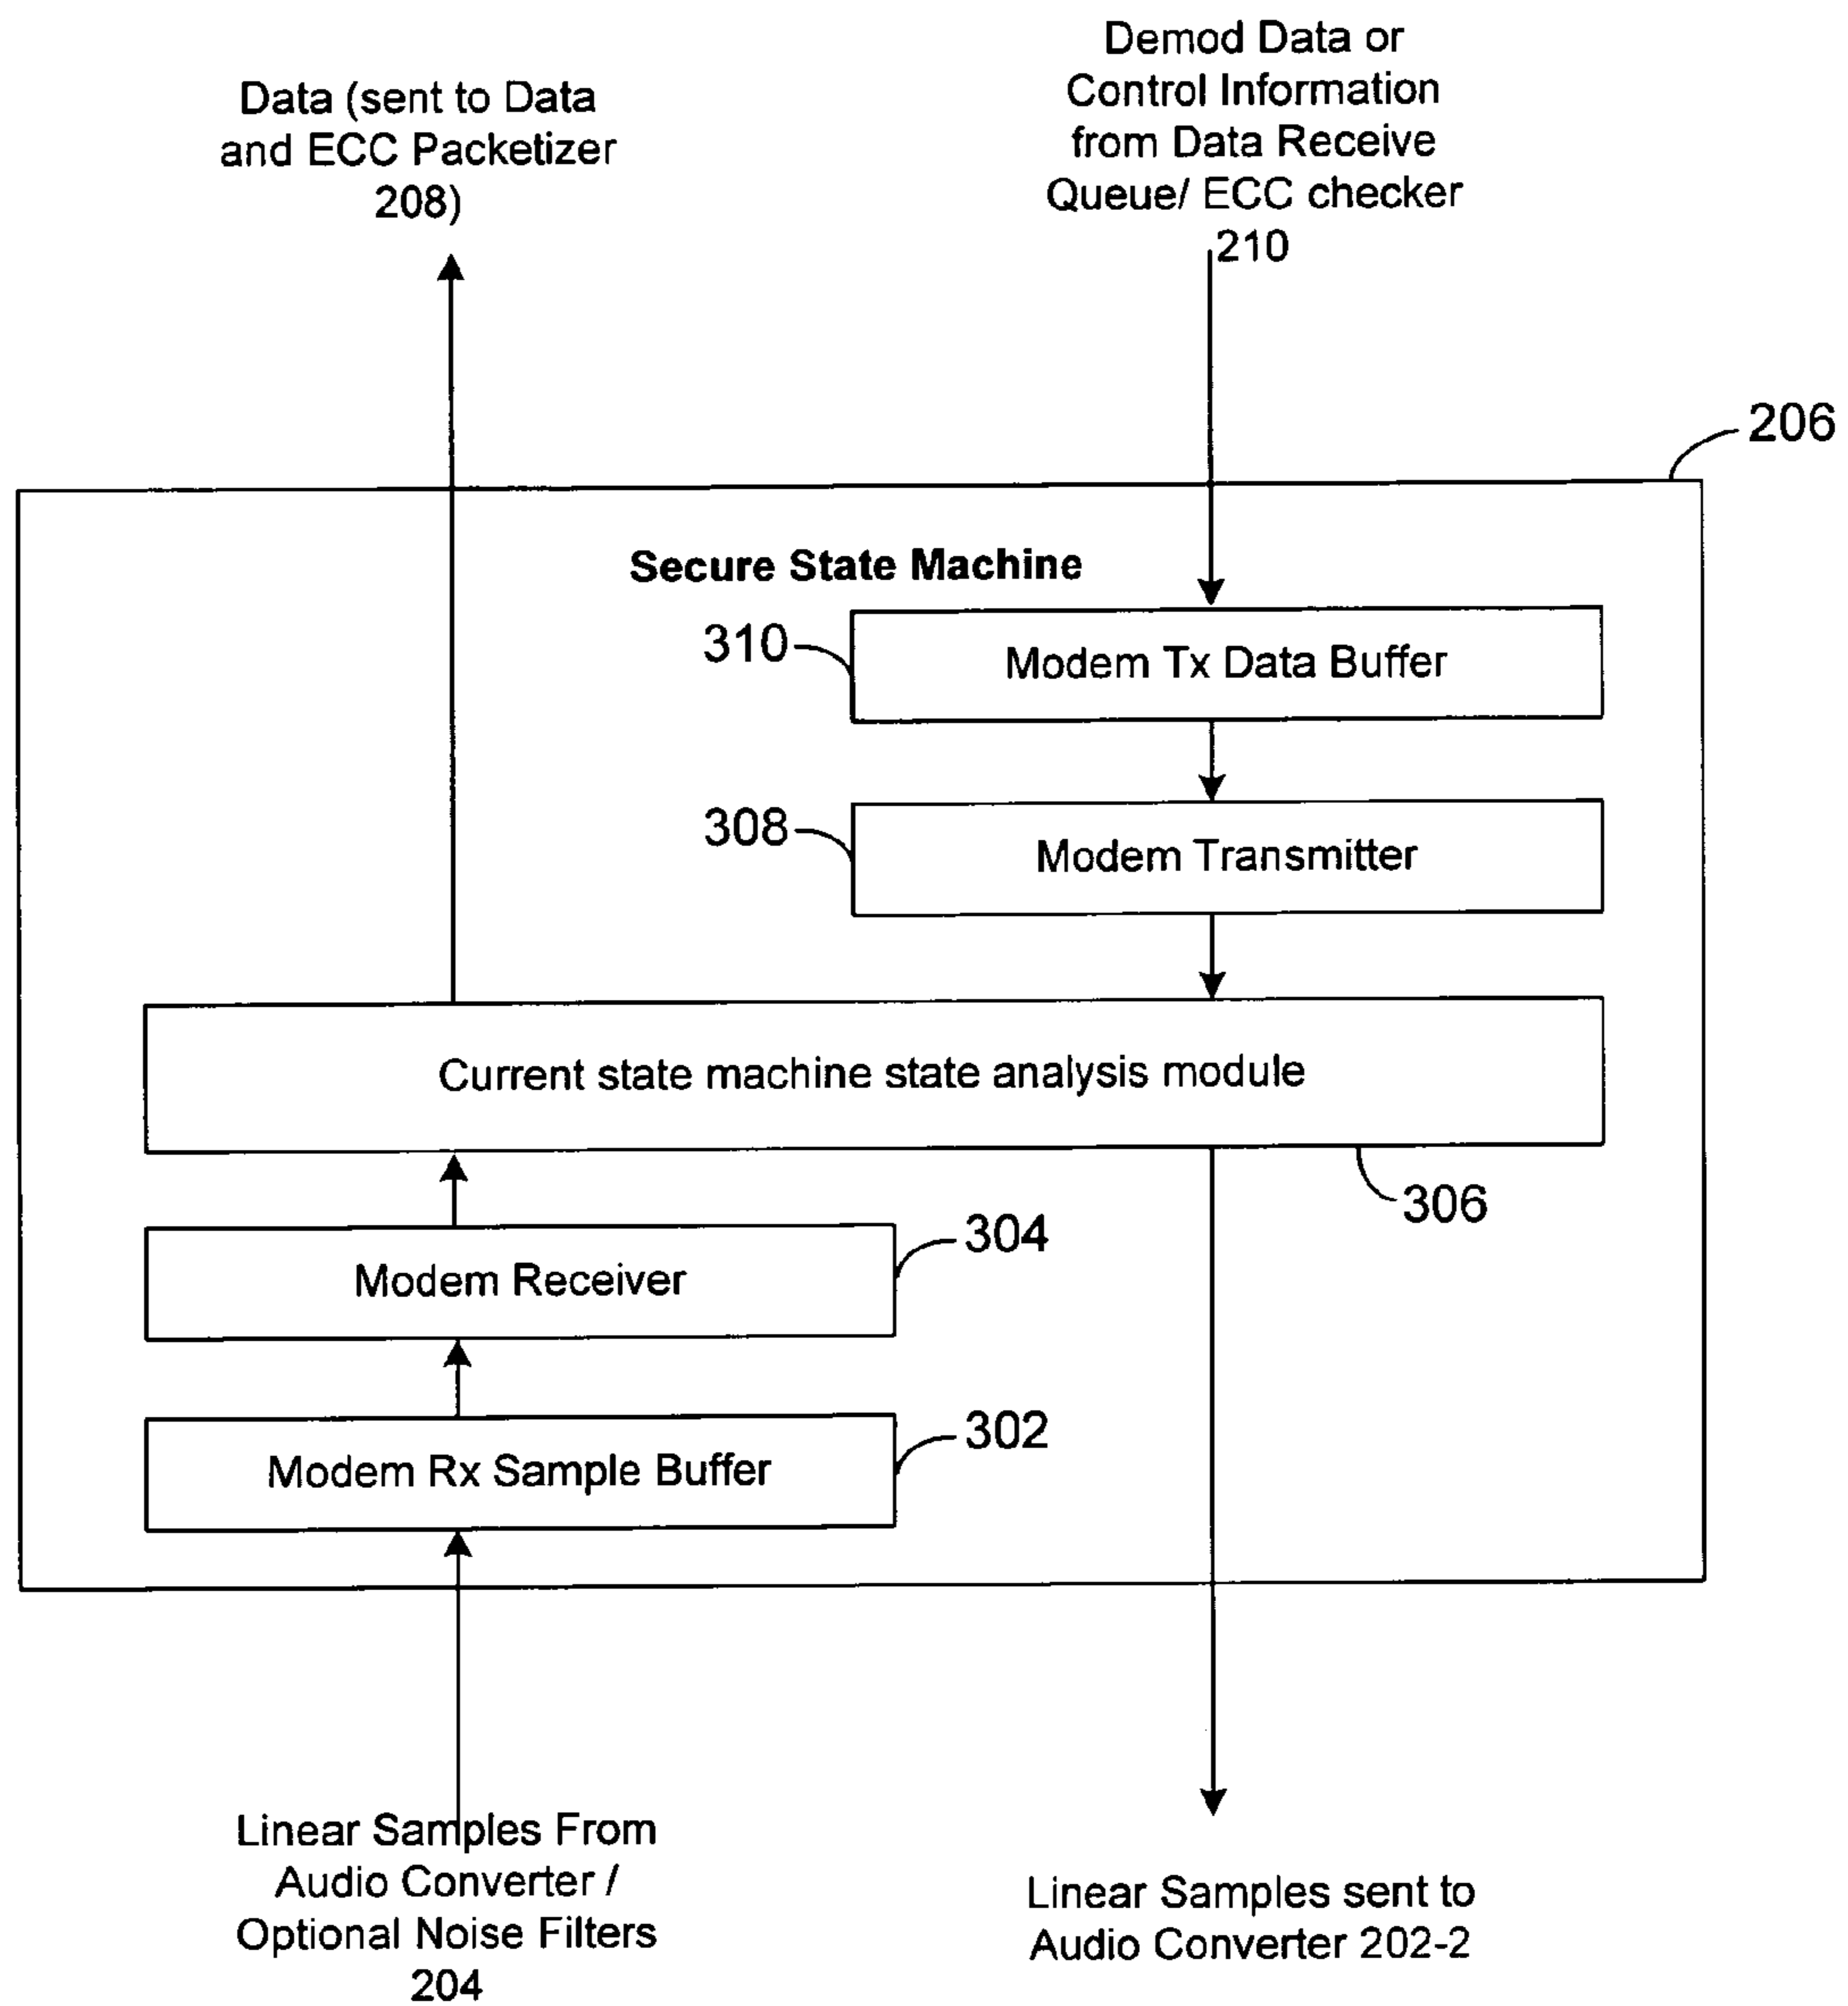 Demod Data or
Control Information
from Data Receive
Queue/ ECC checker
210
Data (sent to Data
and ECC Packetizer
208)
206
Secure State Machine
310
Modem Tx Data Buffer
308
Modem Transmitter
Current state machine state analysis module
306
304
Modem Receiver
302
Modem Rx Sample Buffer
Linear Samples From
Audio Converter /
Optional Noise Filters
204
Linear Samples sent to
Audio Converter 202-2